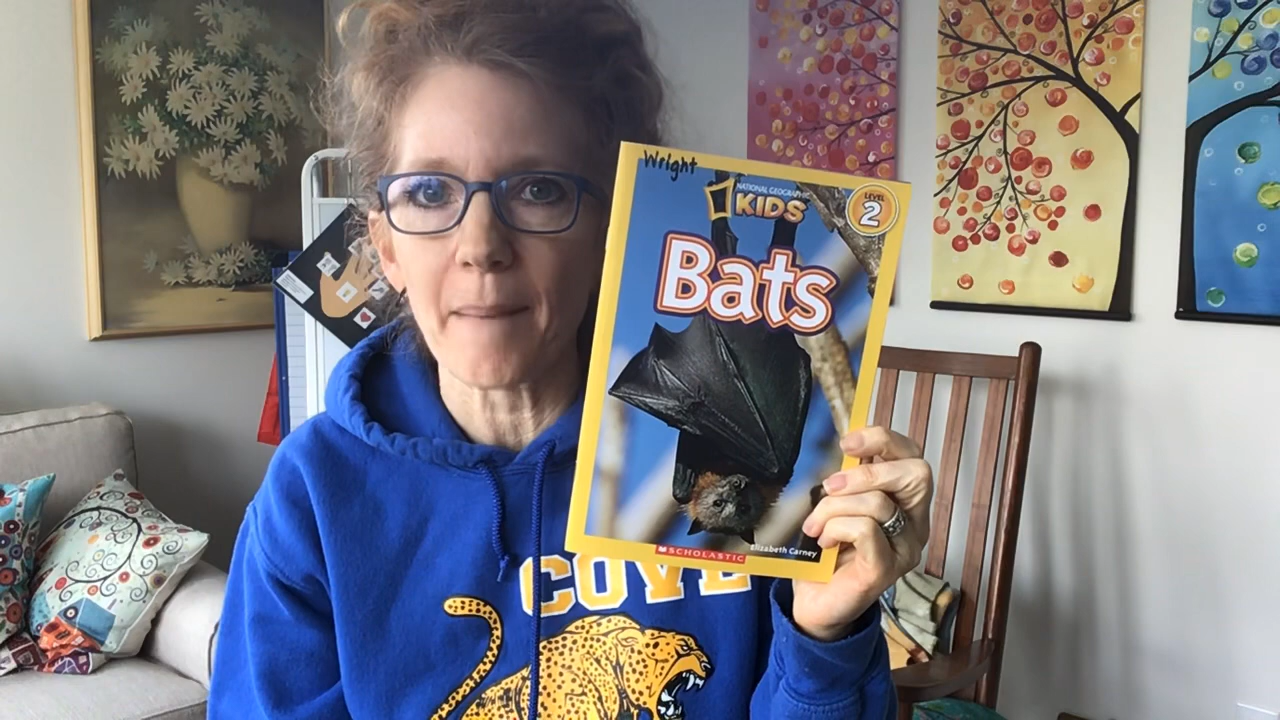 Wright
NATIONAL GEOGRAPHIC
KIDS
LEVEL
2
Bats
SCHOLASTIC
Elizabeth Carney
COVE